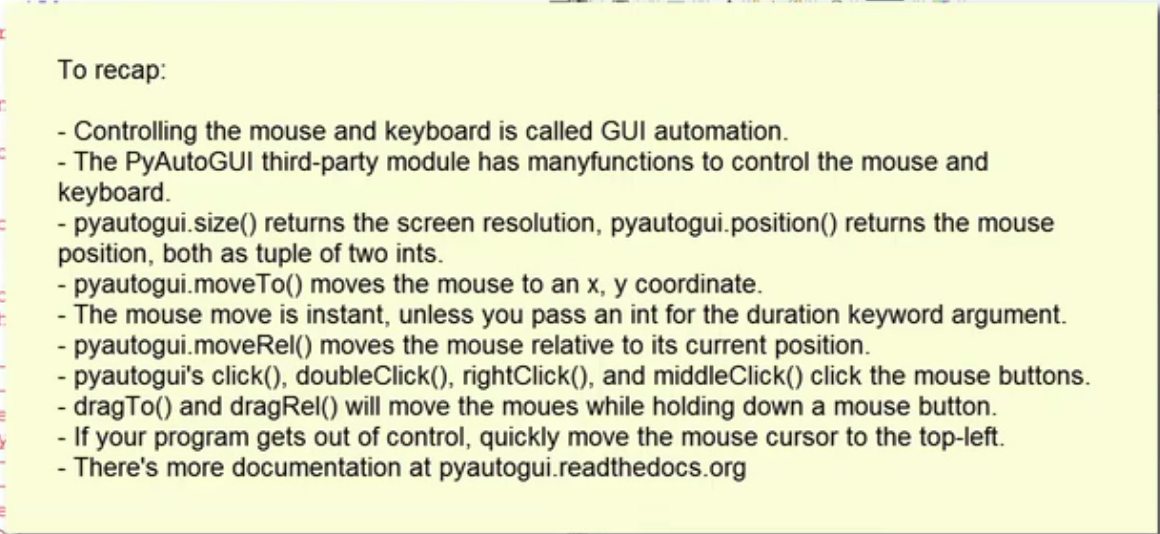 To recap:
- Controlling the mouse and keyboard is called GUI automation.
- The PyAutoGUI third-party module has manyfunctions to control the mouse and
keyboard.
- pyautogui.size() returns the screen resolution, pyautogui.position() returns the mouse
position, both as tuple of two ints.
- pyautogui.moveTo() moves the mouse to an x, y coordinate.
- The mouse move is instant, unless you pass an int for the duration keyword argument.
- pyautogui.moveRel() moves the mouse relative to its current position.
- pyautogui's click(), doubleClick(), rightClick(), and middleClick() click the mouse buttons.
- dragTo() and dragRel() will move the moues while holding down a mouse button.
- If your program gets out of control, quickly move the mouse cursor to the top-left.
- There's more documentation at pyautogui.readthedocs.org